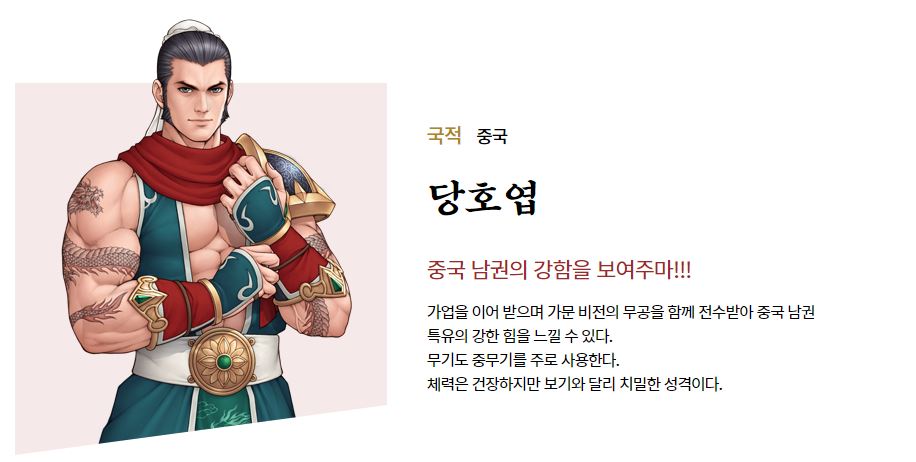 국적 중국
당호엽
중국 남권의 강함을 보여주마!!!
가업을 이어 받으며 가문 비전의 무공을 함께 전수받아 중국 남권
특유의 강한 힘을 느낄 수 있다.
무기도 중무기를 주로 사용한다.
체력은 건장하지만 보기와 달리 치밀한 성격이다.